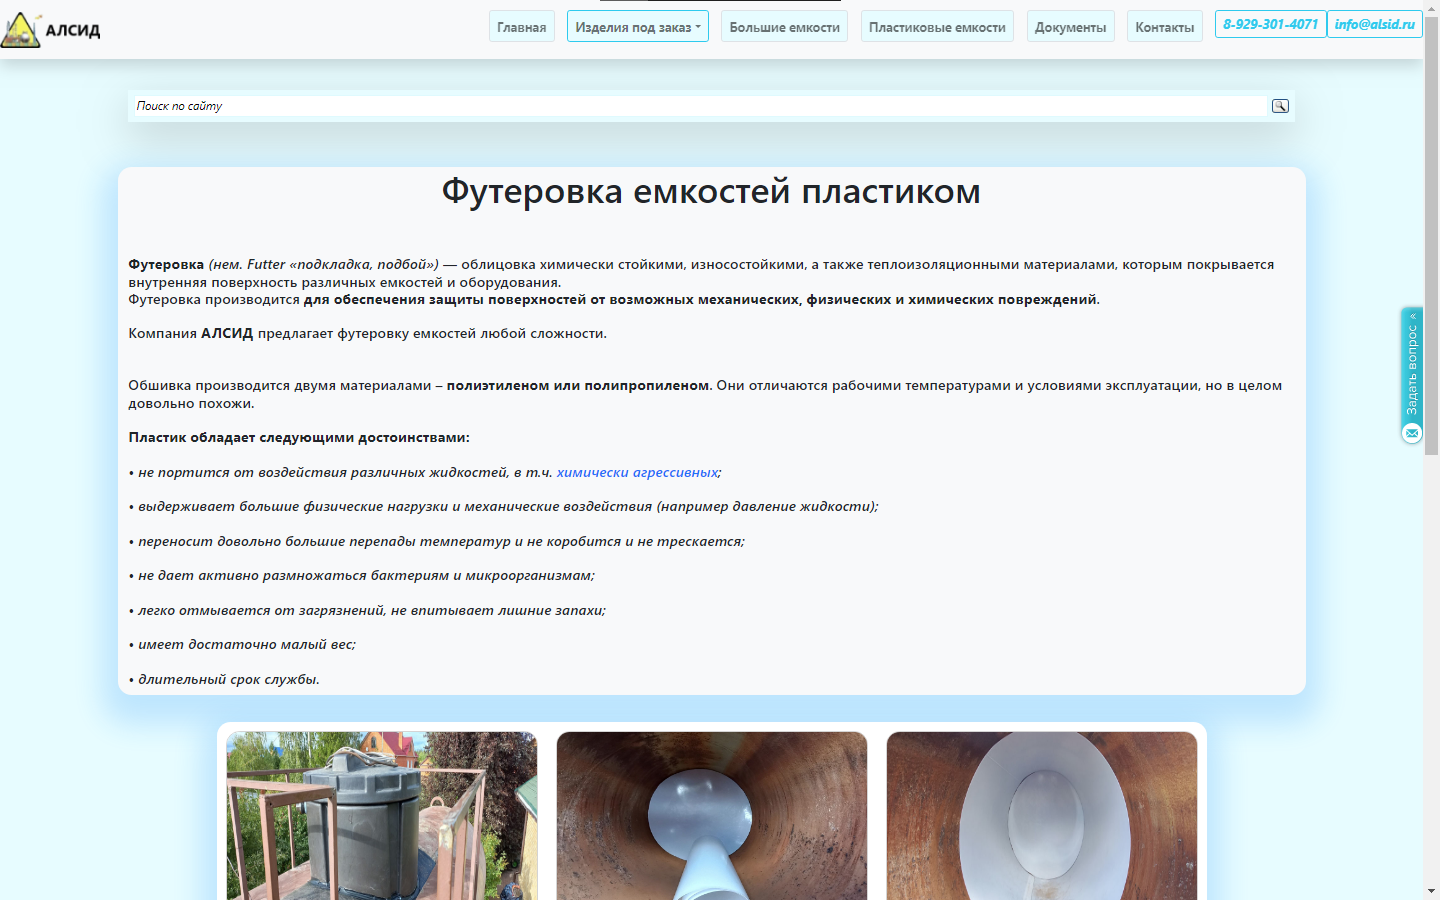 АЛСИД
Главная
Изделия под заказ
Большие емкости
Пластиковые емкости
Документы
Контакты
8-929-301-4071
info@alsid.ru
Поиск по сайту
Футеровка емкостей пластиком
Футеровка (нем. Futter «подкладка, подбой») — облицовка химически стойкими, износостойкими, а также теплоизоляционными материалами, которым покрывается
внутренняя поверхность различных емкостей и оборудования.
Футеровка производится для обеспечения защиты поверхностей от возможных механических, физических и химических повреждений.
Компания АЛСИД предлагает футеровку емкостей любой сложности.
Задать вопрос «
Обшивка производится двумя материалами – полиэтиленом или полипропиленом. Они отличаются рабочими температурами и условиями эксплуатации, но в целом
довольно похожи.
Пластик обладает следующими достоинствами:
• не портится от воздействия различных жидкостей, в т.ч. химически агрессивных;
• выдерживает большие физические нагрузки и механические воздействия (например давление жидкости);
• переносит довольно большие перепады температур и не коробится и не трескается;
• не дает активно размножаться бактериям и микроорганизмам;
• легко отмывается от загрязнений, не впитывает лишние запахи;
• имеет достаточно малый вес;
• длительный срок службы.